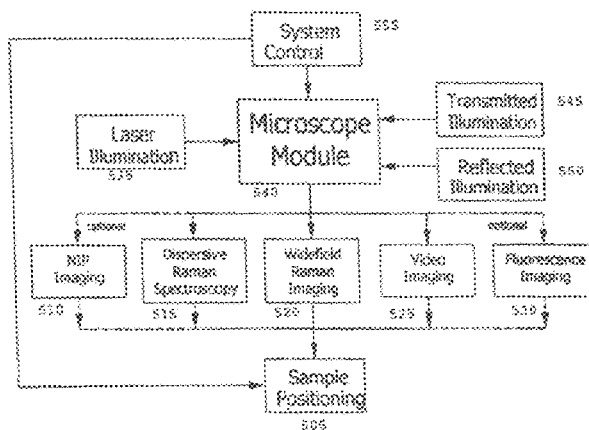 System
Control
555
Transmitted
Illumination
545
Laser
Illumination
535
Microscope
Module
540
Reflected
Illumination
550
optional
optional
NIR
Imaging
510
Dispersive
Raman
Spectroscopy
515
Widefield
Raman
Imaging
520
Video
Imaging
525
Fluorescence
Imaging
530
Sample
Positioning
505